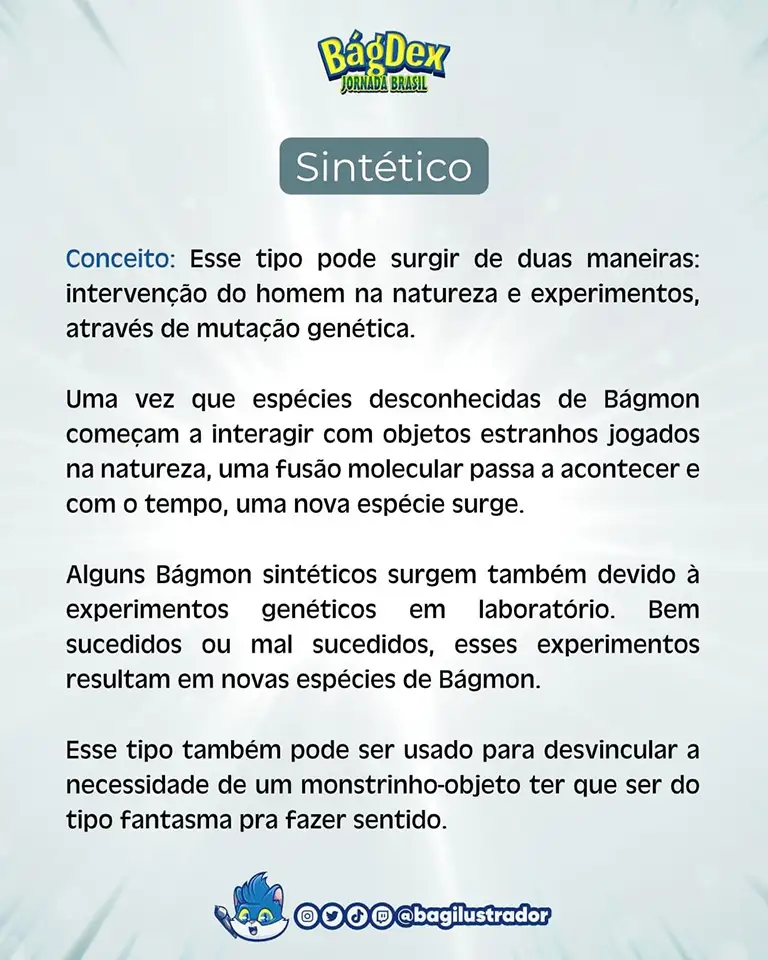 BágDex
JORNADA BRASIL
Sintético
Conceito: Esse tipo pode surgir de duas maneiras:
intervenção do homem na natureza e experimentos,
através de mutação genética.
Uma vez que espécies desconhecidas de Bágmon
começam a interagir com objetos estranhos jogados
na natureza, uma fusão molecular passa a acontecer e
com o tempo, uma nova espécie surge.
Alguns Bágmon sintéticos surgem também devido à
experimentos genéticos em laboratório. Bem
sucedidos ou mal sucedidos, esses experimentos
resultam em novas espécies de Bágmon.
Esse tipo também pode ser usado para desvincular a
necessidade de um monstrinho-objeto ter que ser do
tipo fantasma pra fazer sentido.
@bagilustrador